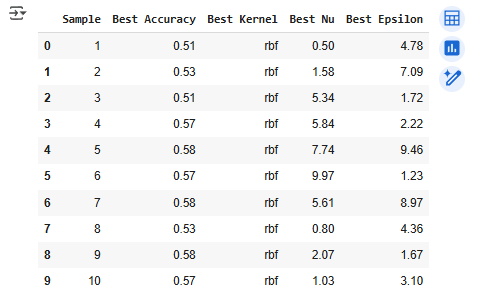 Sample Best Accuracy Best Kernel Best Nu Best Epsilon
0 1 0.51 rbf 0.50 4.78
1 2 0.53 rbf 1.58 7.09
2 3 0.51 rbf 5.34 1.72
3 4 0.57 rbf 5.84 2.22
4 5 0.58 rbf 7.74 9.46
5 6 0.57 rbf 9.97 1.23
6 7 0.58 rbf 5.61 8.97
7 8 0.53 rbf 0.80 4.36
8 9 0.58 rbf 2.07 1.67
9 10 0.57 rbf 1.03 3.10